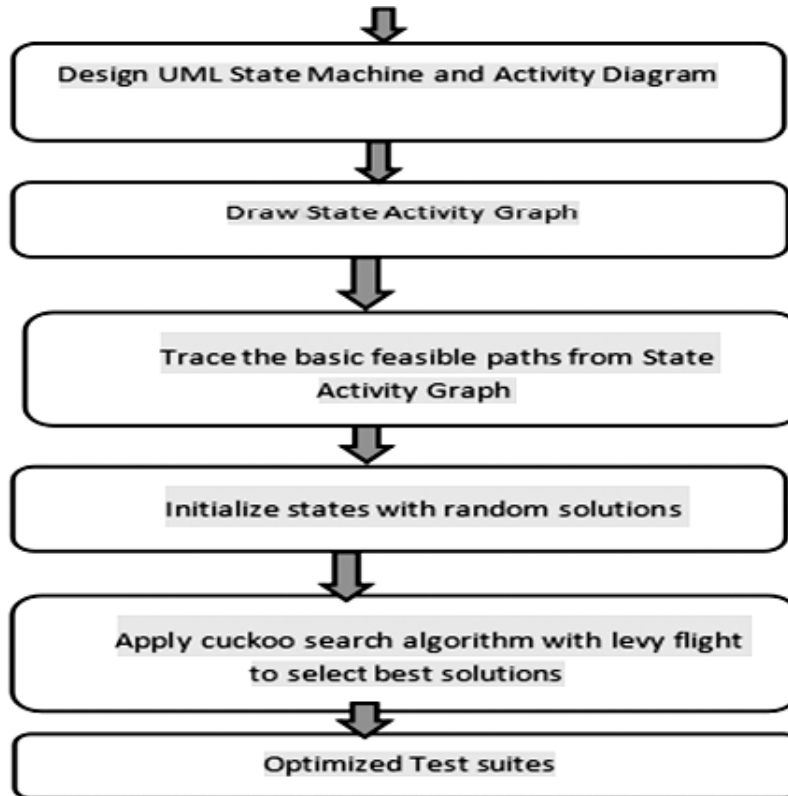 Design UML State Machine and Activity Diagram
Draw State Activity Graph
Trace the basic feasible paths from State
Activity Graph
Initialize states with random solutions
Apply cuckoo search algorithm with levy flight
to select best solutions
Optimized Test suites